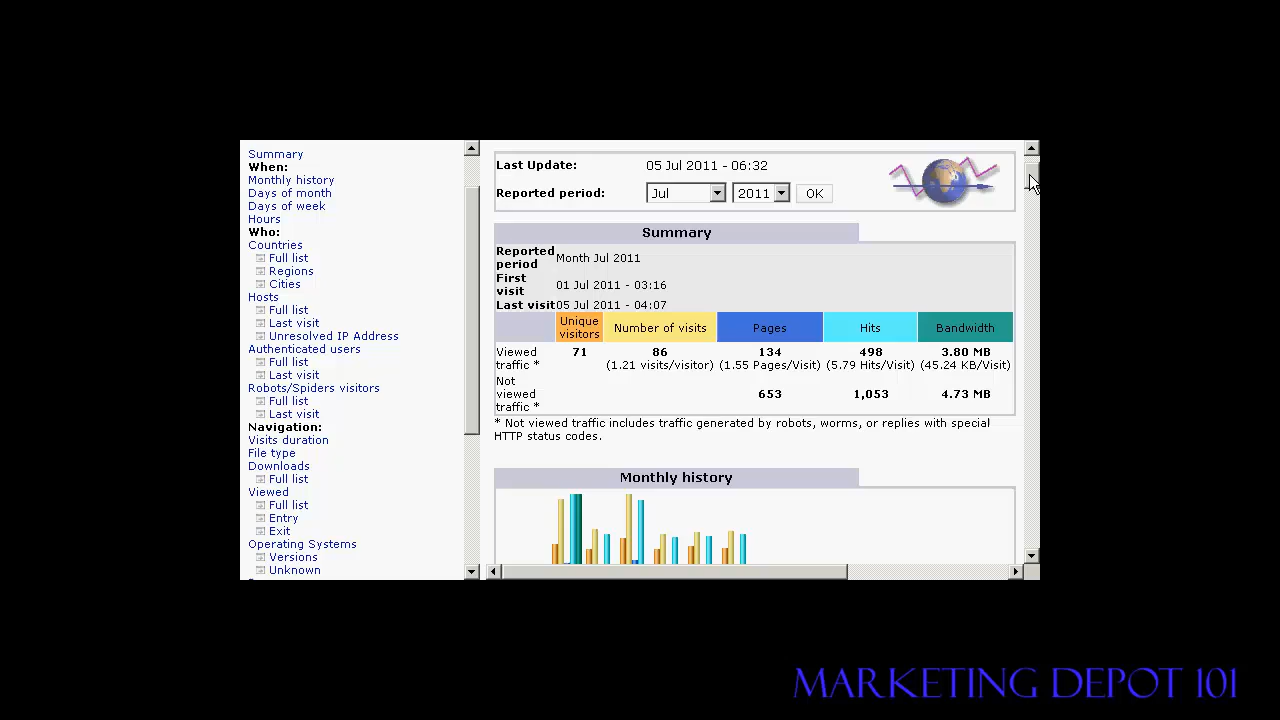 Summary
When:
Monthly history
Days of month
Days of week
Hours
Who:
Countries
Full list
Regions
Cities
Hosts
Full list
Last visit
Unresolved IP Address
Authenticated users
Full list
Last visit
Robots/Spiders visitors
Full list
Last visit
Navigation:
Visits duration
File type
Downloads
Full list
Viewed
Full list
Entry
Exit
Operating Systems
Versions
Unknown
Last Update: 05 Jul 2011 - 06:32
Reported period: Jul 2011 OK
Summary
Reported period Month Jul 2011
First visit 01 Jul 2011 - 03:16
Last visit 05 Jul 2011 - 04:07
Unique visitors Number of visits Pages Hits Bandwidth
Viewed traffic * 71 86 134 498 3.80 MB
(1.21 visits/visitor) (1.55 Pages/Visit) (5.79 Hits/Visit) (45.24 KB/Visit)
Not viewed traffic * 653 1,053 4.73 MB
* Not viewed traffic includes traffic generated by robots, worms, or replies with special
HTTP status codes.
Monthly history
MARKETING DEPOT 101